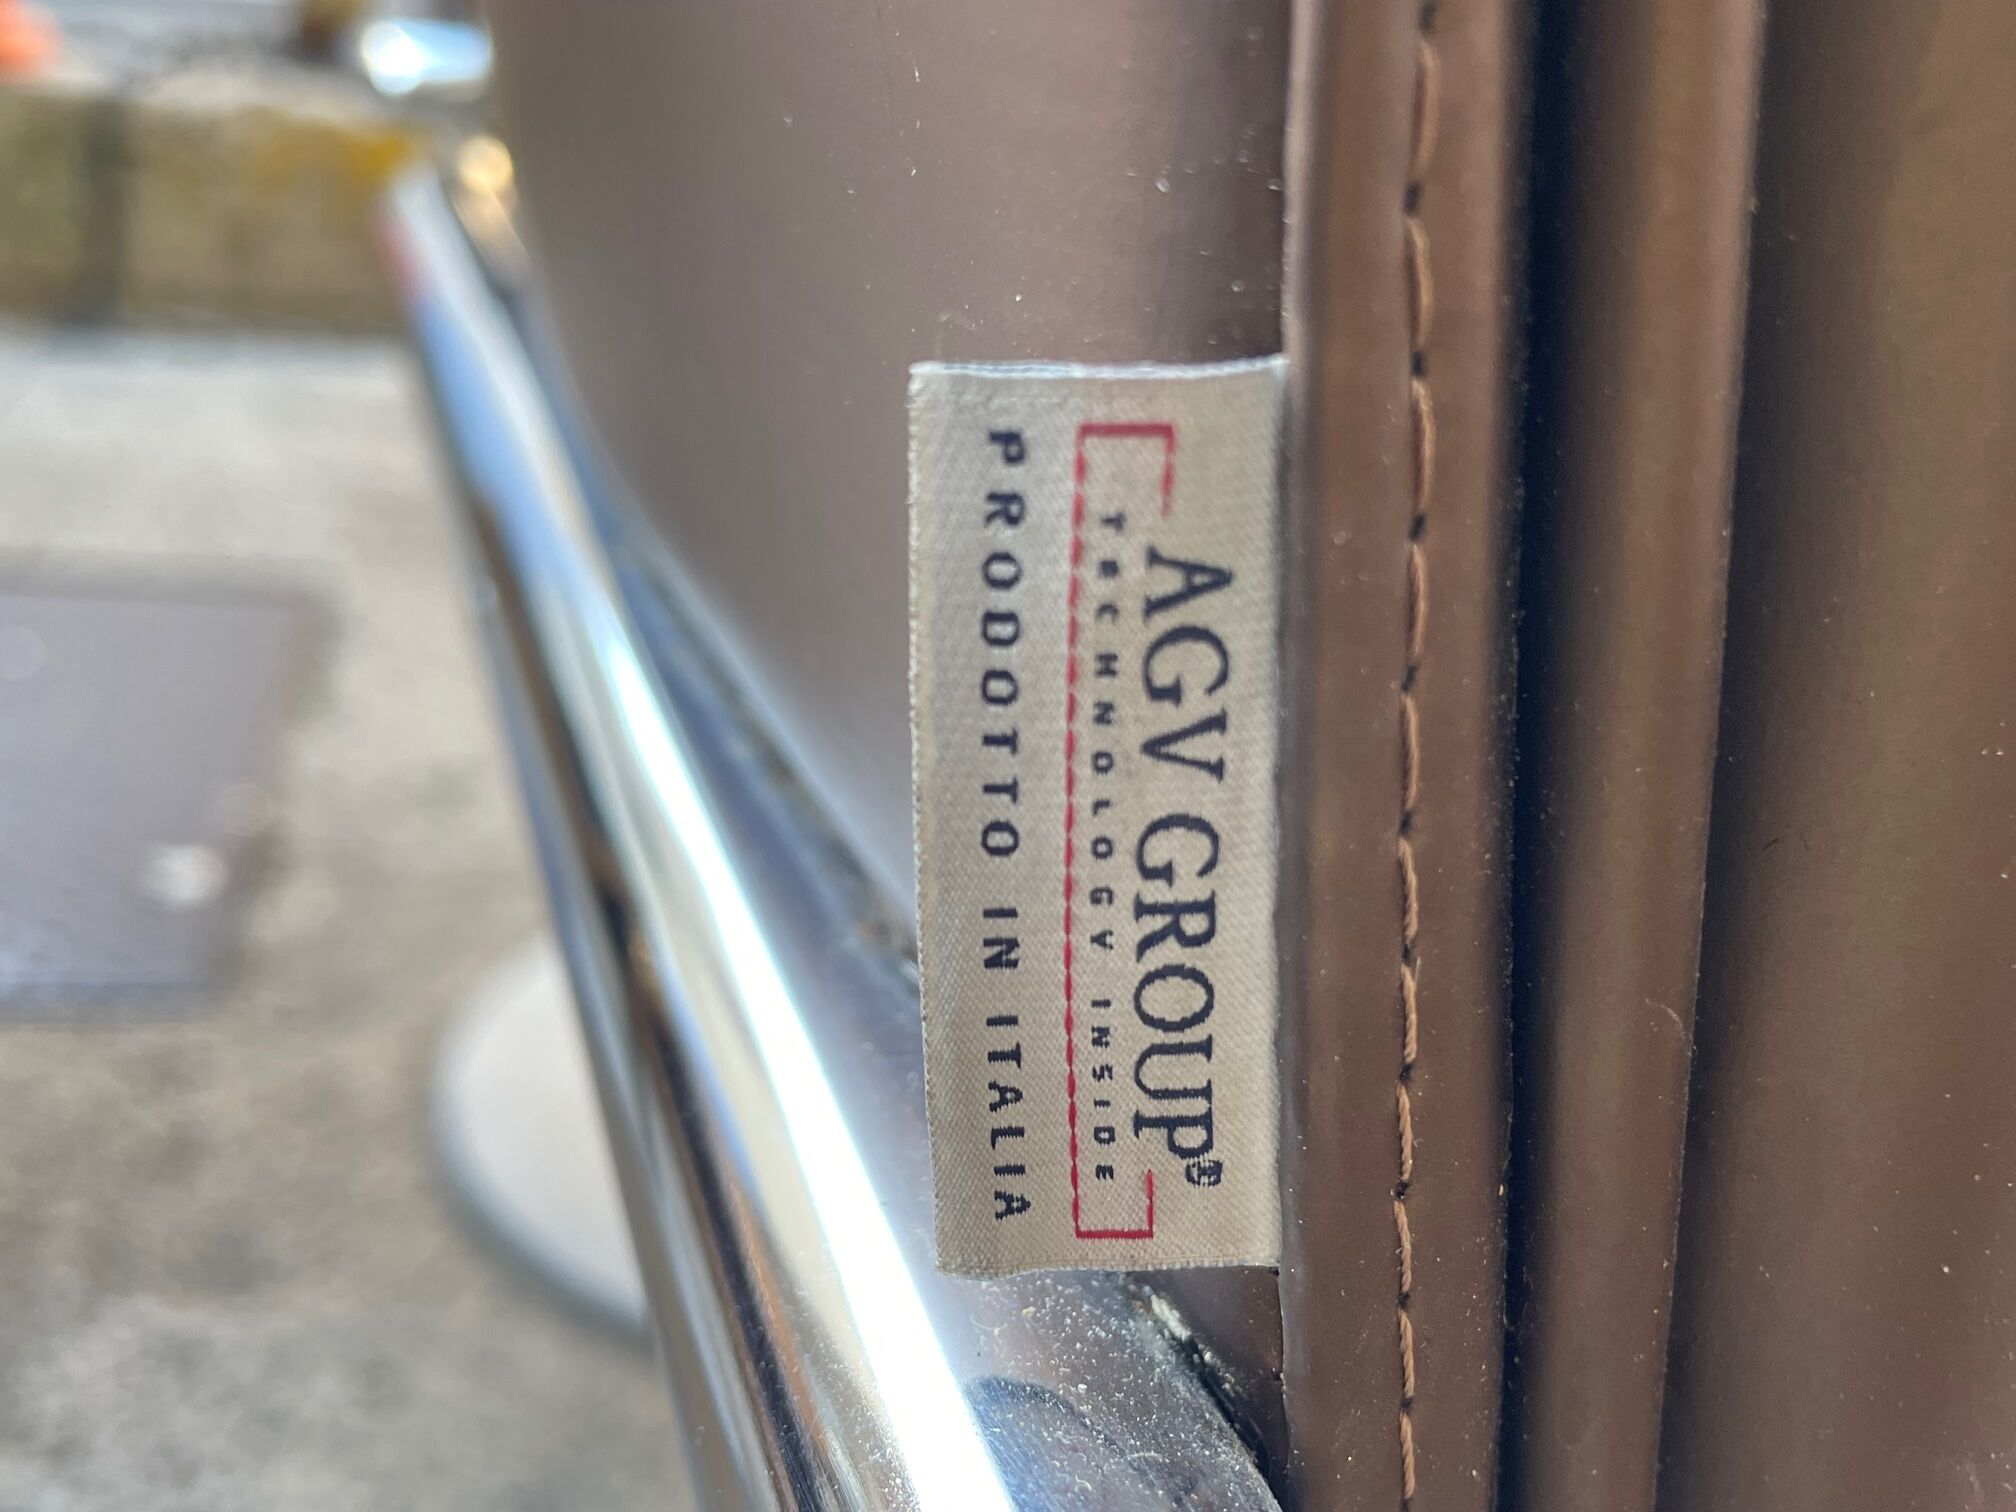 AGV GROUP®
TECHNOLOGY INSIDE
PRODOTTO IN ITALIA